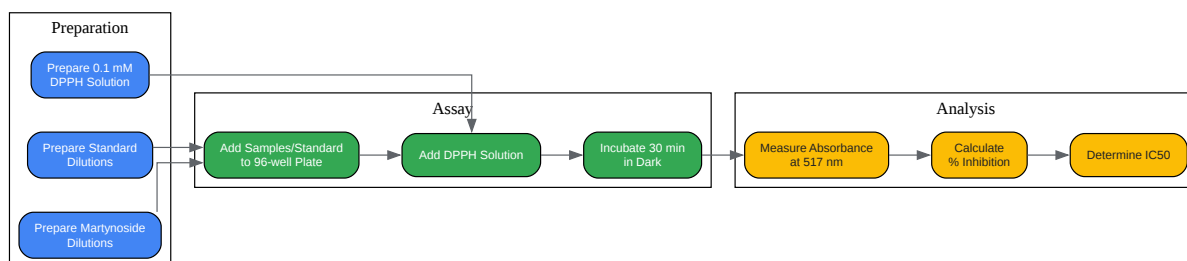 Preparation
Prepare 0.1 mM
DPPH Solution
Prepare Standard
Dilutions
Prepare Martynoside
Dilutions
Assay
Add Samples/Standard
to 96-well Plate
Add DPPH Solution
Incubate 30 min
in Dark
Analysis
Measure Absorbance
at 517 nm
Calculate
% Inhibition
Determine IC50